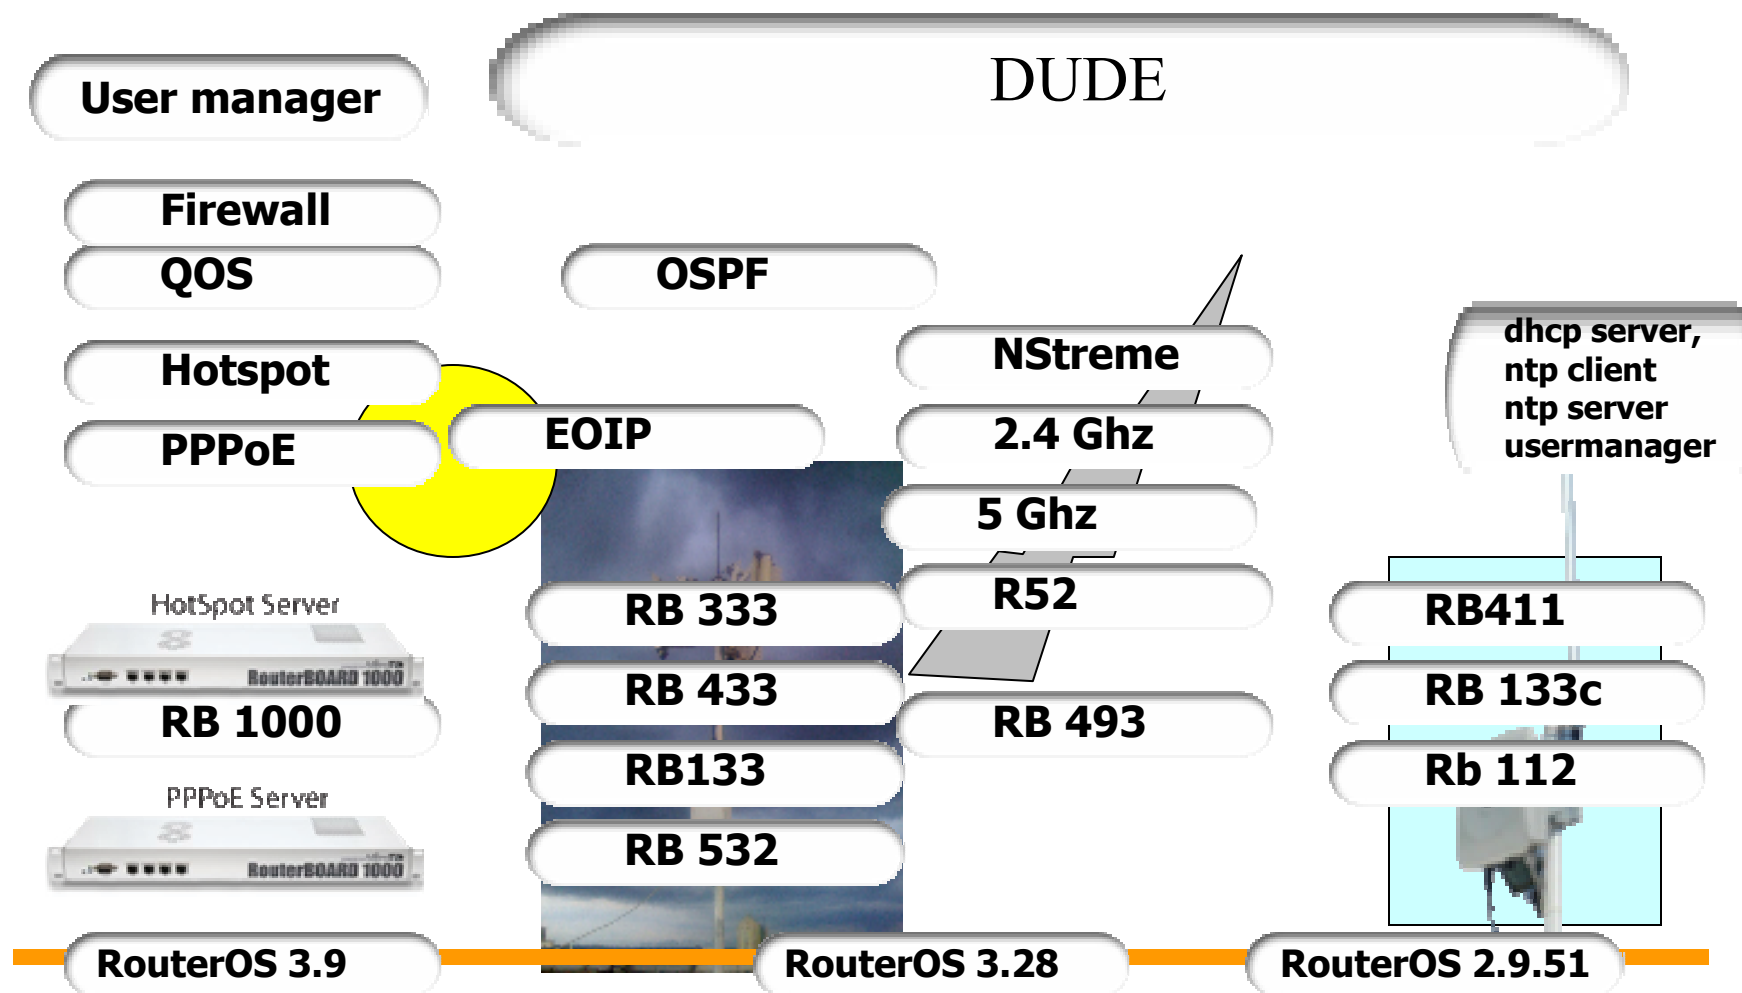 DUDE
User manager
Firewall
QOS
OSPF
Hotspot
PPPoE
EOIP
NStreme
2.4 Ghz
5 Ghz
R52
dhcp server,
ntp client
ntp server
usermanager
HotSpot Server
RouterBOARD 1000
RB 1000
PPPoE Server
RouterBOARD 1000
RB 333
RB 433
RB133
RB 532
RB 493
RB411
RB 133c
Rb 112
RouterOS 3.9
RouterOS 3.28
RouterOS 2.9.51